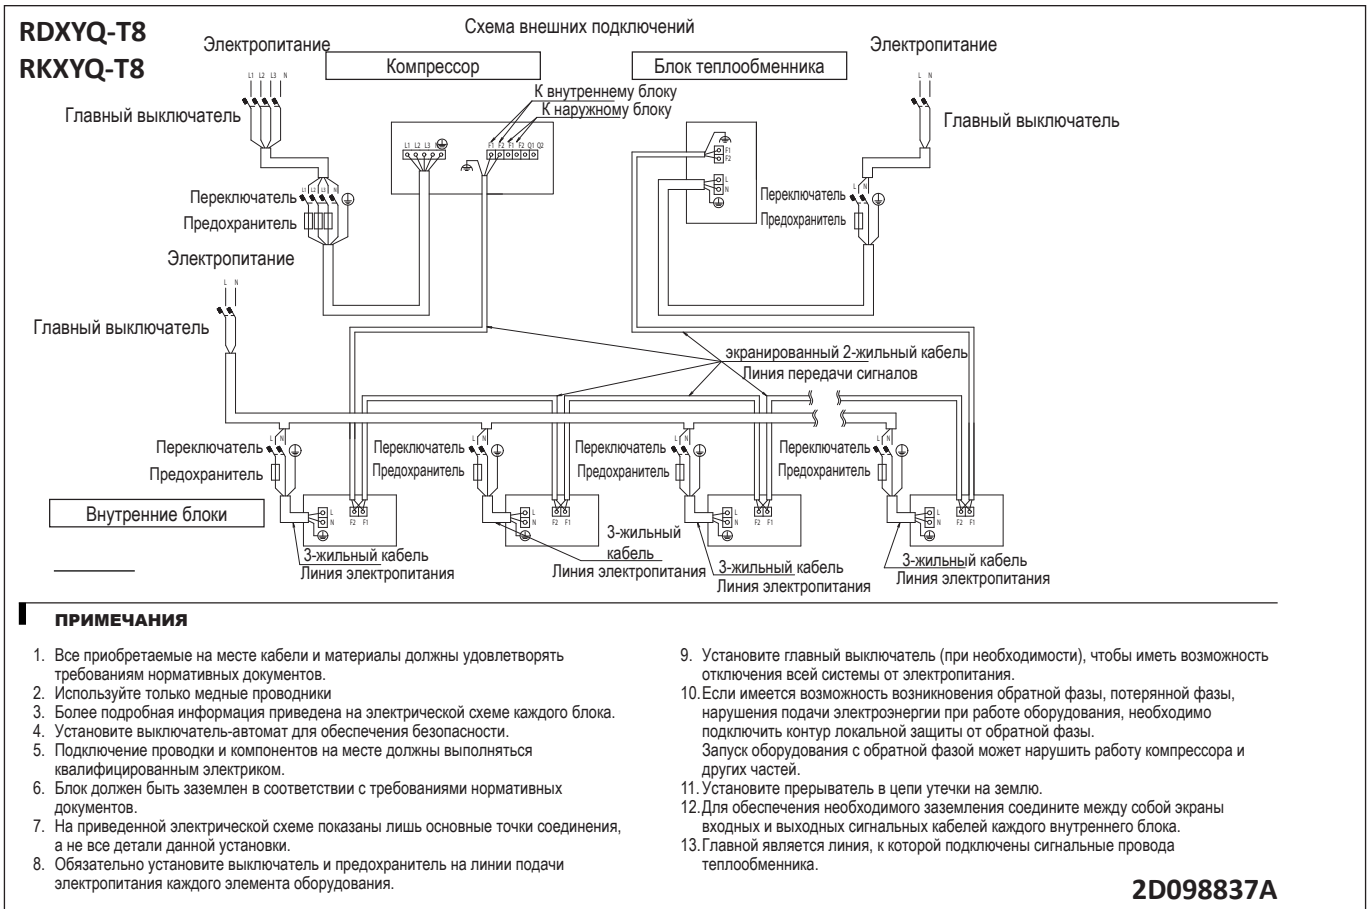 RDXYQ-T8
RKXYQ-T8
Схема внешних подключений
Электропитание
Компрессор
Блок теплообменника
Электропитание
L1 L2 L3 N
L N
К внутреннему блоку
К наружному блоку
Главный выключатель
Главный выключатель
L1 L2 L3 N
F1 F2 F1 F2 Q1 Q2
F1
F2
L
N
L1 L2 L3 N
L N
Переключатель
Предохранитель
Переключатель
Предохранитель
Электропитание
L N
Главный выключатель
экранированный 2-жильный кабель
Линия передачи сигналов
L N
L N
L N
L N
Переключатель
Переключатель
Переключатель
Переключатель
Предохранитель
Предохранитель
Предохранитель
Предохранитель
Внутренние блоки
L
N
F2 F1
L
N
F2 F1
L
N
F2 F1
L
N
F2 F1
3-жильный кабель
Линия электропитания
3-жильный
кабель
Линия электропитания
3-жильный кабель
Линия электропитания
3-жильный кабель
Линия электропитания
ПРИМЕЧАНИЯ
1. Все приобретаемые на месте кабели и материалы должны удовлетворять
требованиям нормативных документов.
2. Используйте только медные проводники
3. Более подробная информация приведена на электрической схеме каждого блока.
4. Установите выключатель-автомат для обеспечения безопасности.
5. Подключение проводки и компонентов на месте должны выполняться
квалифицированным электриком.
6. Блок должен быть заземлен в соответствии с требованиями нормативных
документов.
7. На приведенной электрической схеме показаны лишь основные точки соединения,
а не все детали данной установки.
8. Обязательно установите выключатель и предохранитель на линии подачи
электропитания каждого элемента оборудования.
9. Установите главный выключатель (при необходимости), чтобы иметь возможность
отключения всей системы от электропитания.
10. Если имеется возможность возникновения обратной фазы, потерянной фазы,
нарушения подачи электроэнергии при работе оборудования, необходимо
подключить контур локальной защиты от обратной фазы.
Запуск оборудования с обратной фазой может нарушить работу компрессора и
других частей.
11. Установите прерыватель в цепи утечки на землю.
12. Для обеспечения необходимого заземления соедините между собой экраны
входных и выходных сигнальных кабелей каждого внутреннего блока.
13. Главной является линия, к которой подключены сигнальные провода
теплообменника.
2D098837A